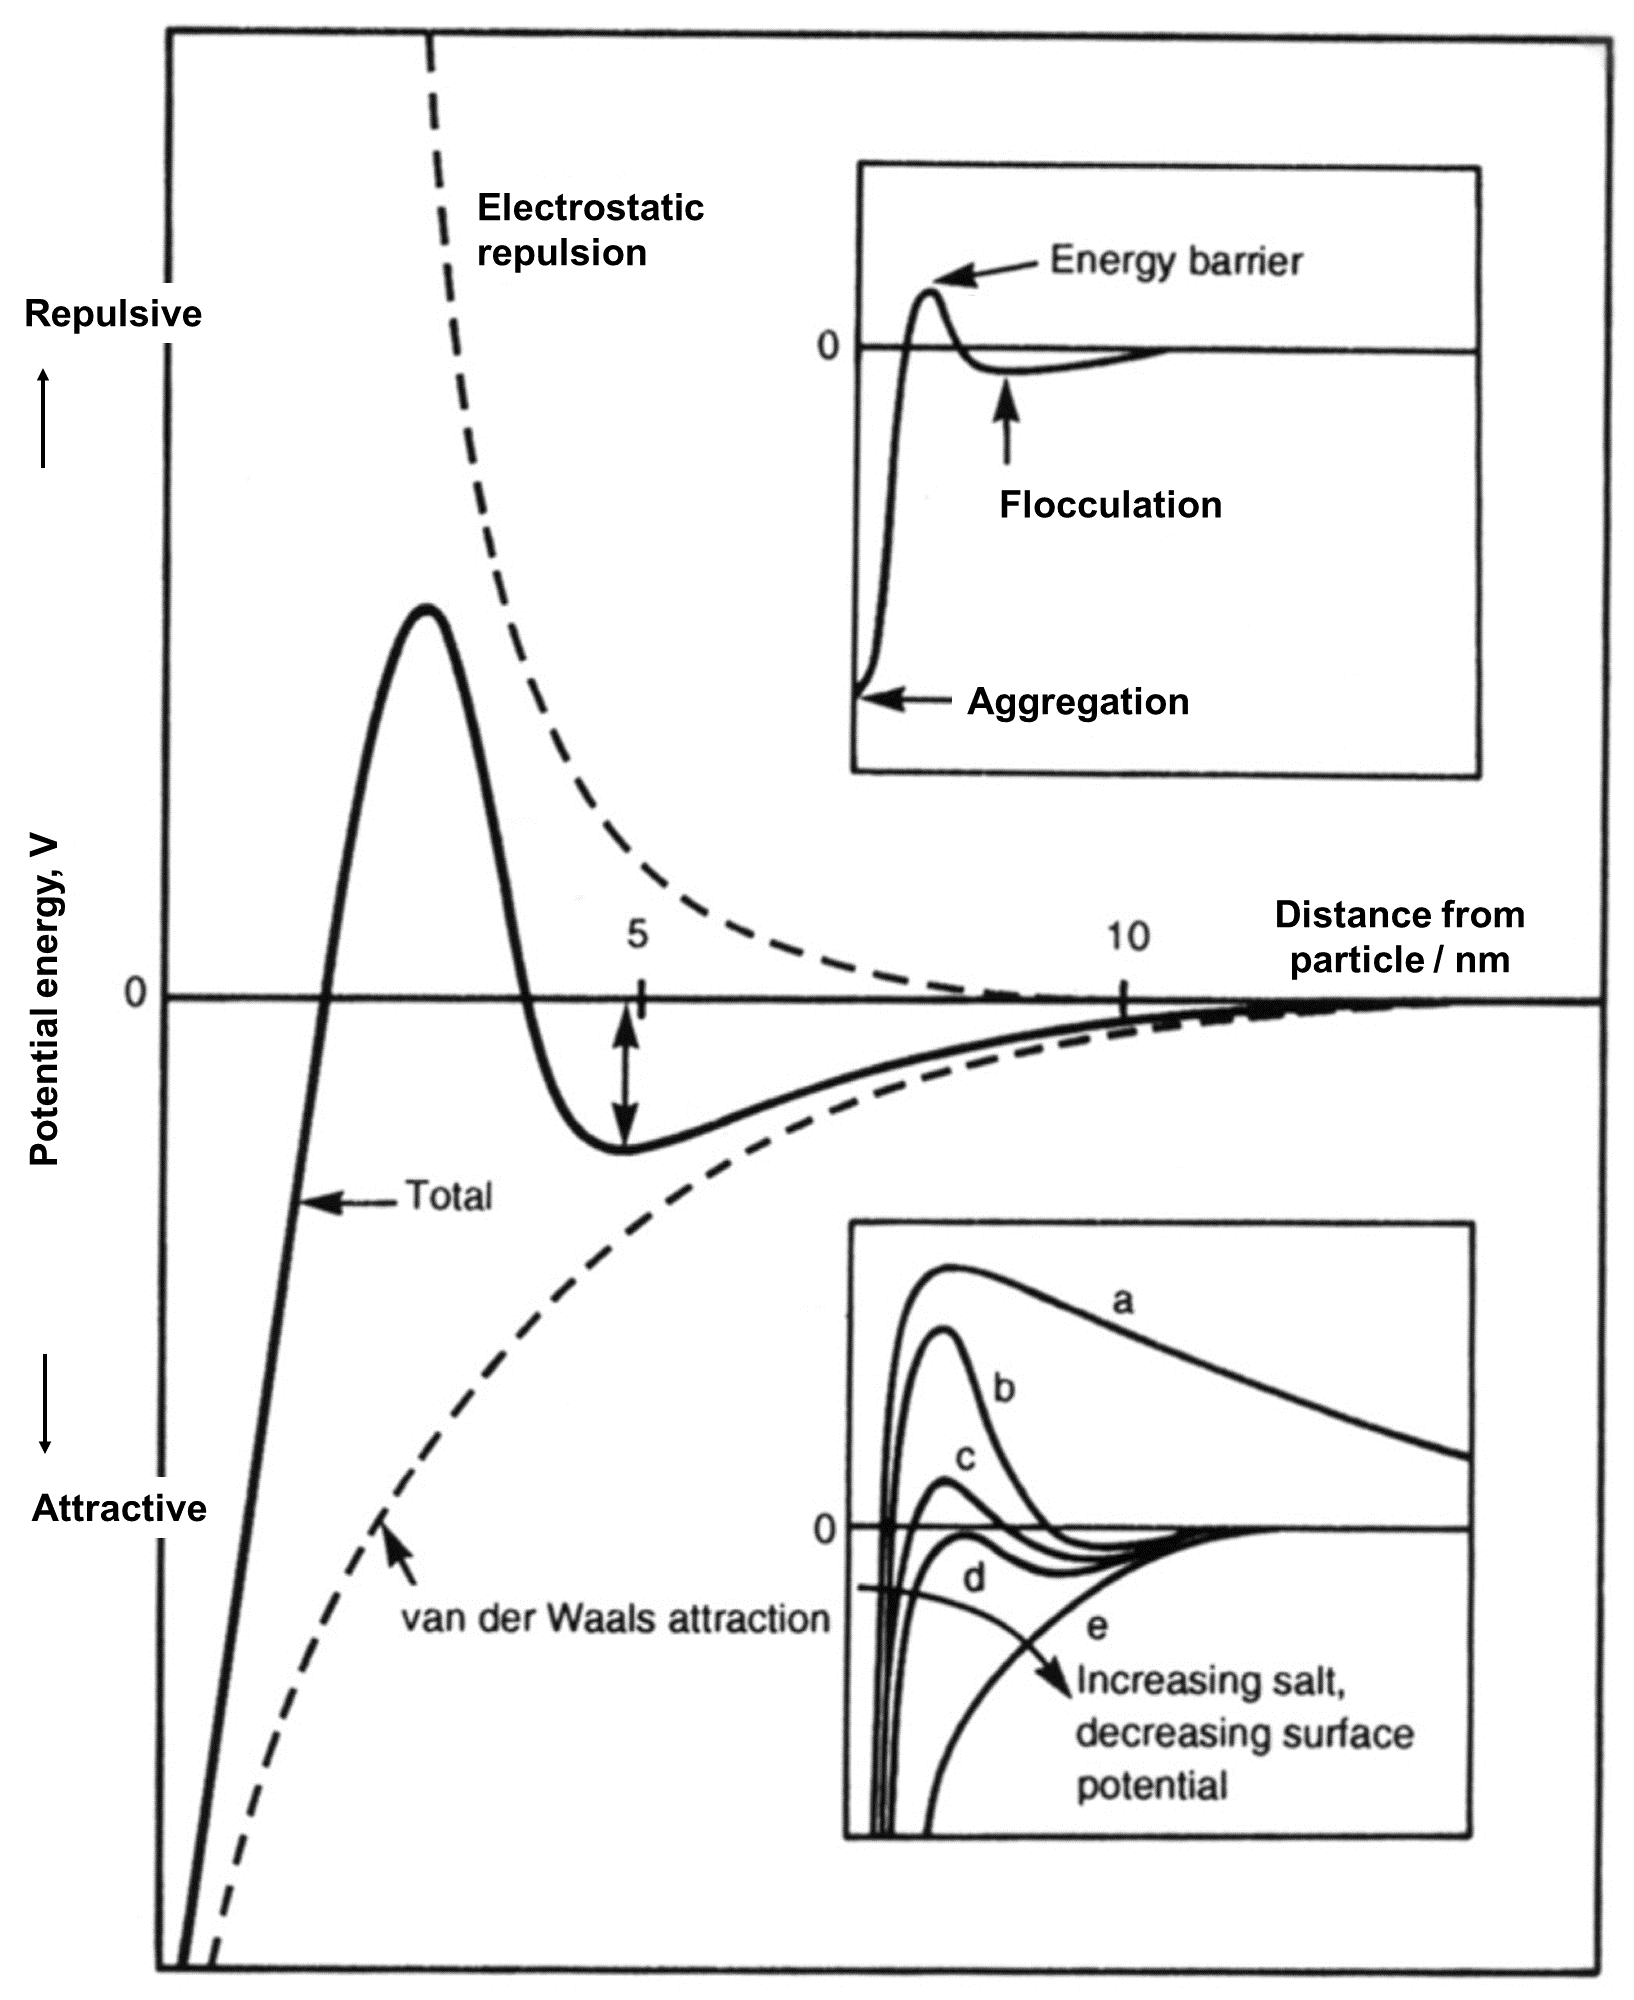 Electrostatic
repulsion
Repulsive
Energy barrier
0
Flocculation
Aggregation
Potential energy, V
0
5
10
Distance from
particle / nm
Total
Attractive
van der Waals attraction
a
b
c
0
d
e
Increasing salt,
decreasing surface
potential